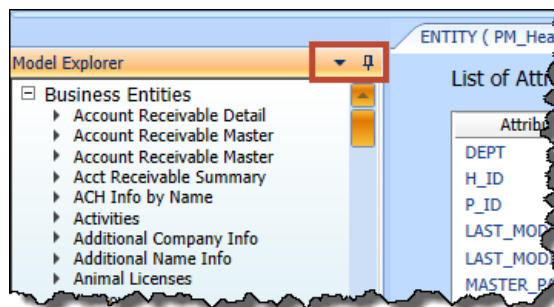 ENTITY ( PM_Hea
Model Explorer
List of Att
Business Entities
Account Receivable Detail
Account Receivable Master
Account Receivable Master
Acct Receivable Summary
ACH Info by Name
Activities
Additional Company Info
Additional Name Info
Animal Licenses
Attribu
DEPT
H_ID
P_ID
LAST_MOD
LAST_MOD
MASTER_P